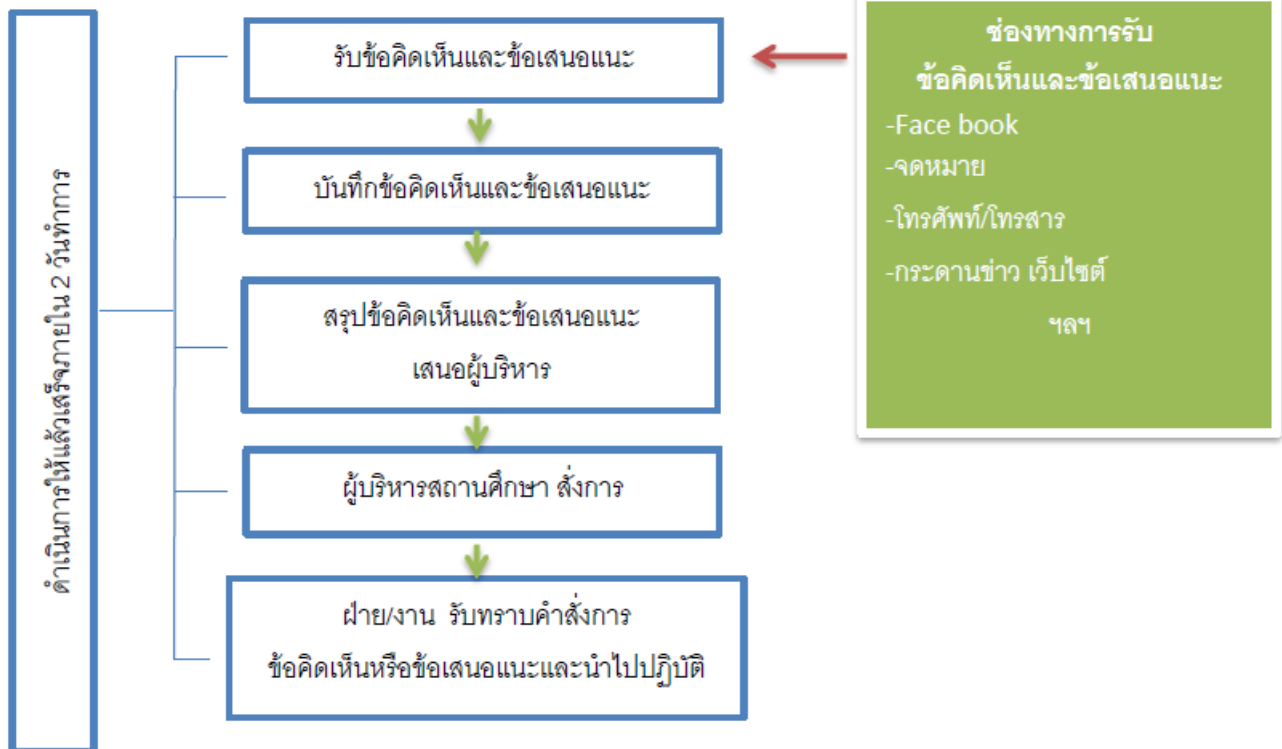 ดำเนินการให้แล้วเสร็จภายใน 2 วันทำการ
รับข้อคิดเห็นและข้อเสนอแนะ
บันทึกข้อคิดเห็นและข้อเสนอแนะ
สรุปข้อคิดเห็นและข้อเสนอแนะ
เสนอผู้บริหาร
ผู้บริหารสถานศึกษา สั่งการ
ฝ่าย/งาน รับทราบคำสั่งการ
ข้อคิดเห็นหรือข้อเสนอแนะและนำไปปฏิบัติ
ช่องทางการรับ
ข้อคิดเห็นและข้อเสนอแนะ
-Face book
-จดหมาย
-โทรศัพท์/โทรสาร
-กระดานข่าว เว็บไซต์
ฯลฯ